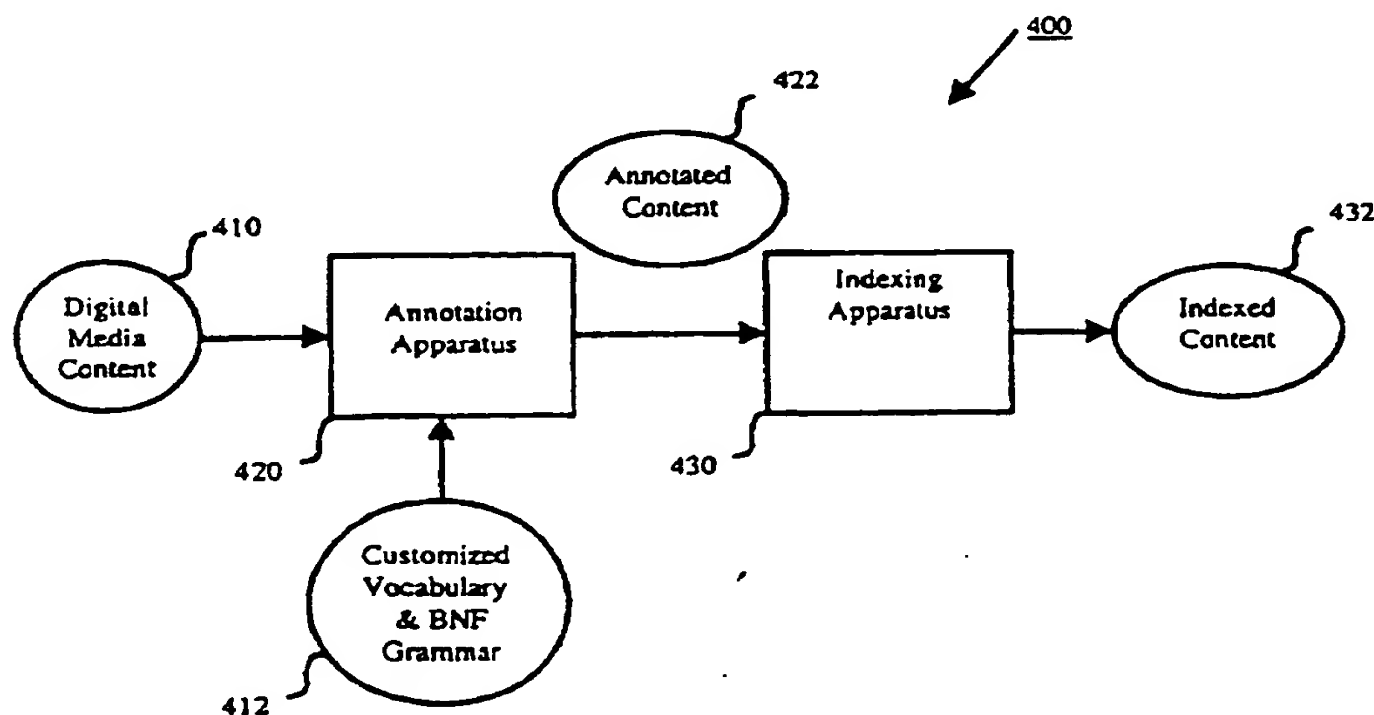 400
422
Annotated
Content
432
410
Digital
Media
Content
Annotation
Apparatus
Indexing
Apparatus
Indexed
Content
420
430
Customized
Vocabulary
& BNF
Grammar
412